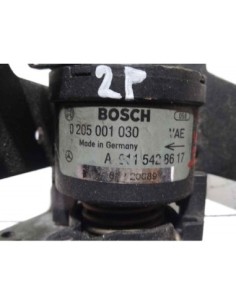 2P
BOSCH
0 205 001 030
VAE
Made in Germany
A 611 542 86 17